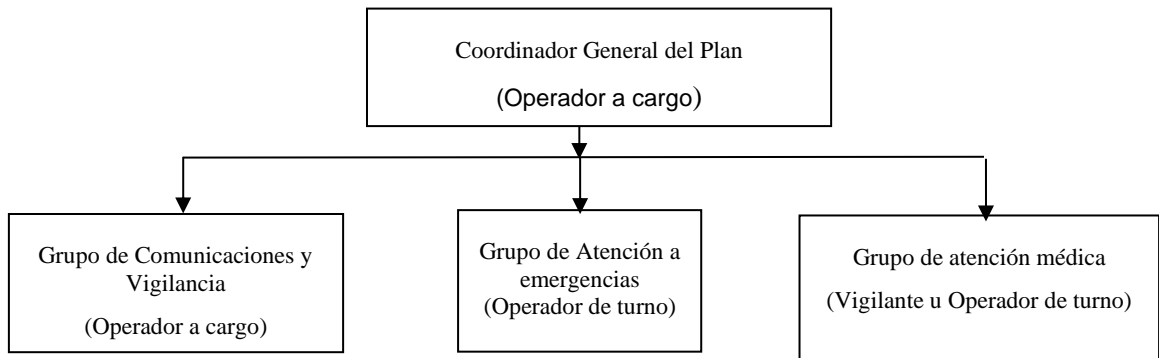 Coordinador General del Plan
(Operador a cargo)
Grupo de Comunicaciones y
Vigilancia
(Operador a cargo)
Grupo de Atención a
emergencias
(Operador de turno)
Grupo de atención médica
(Vigilante u Operador de turno)